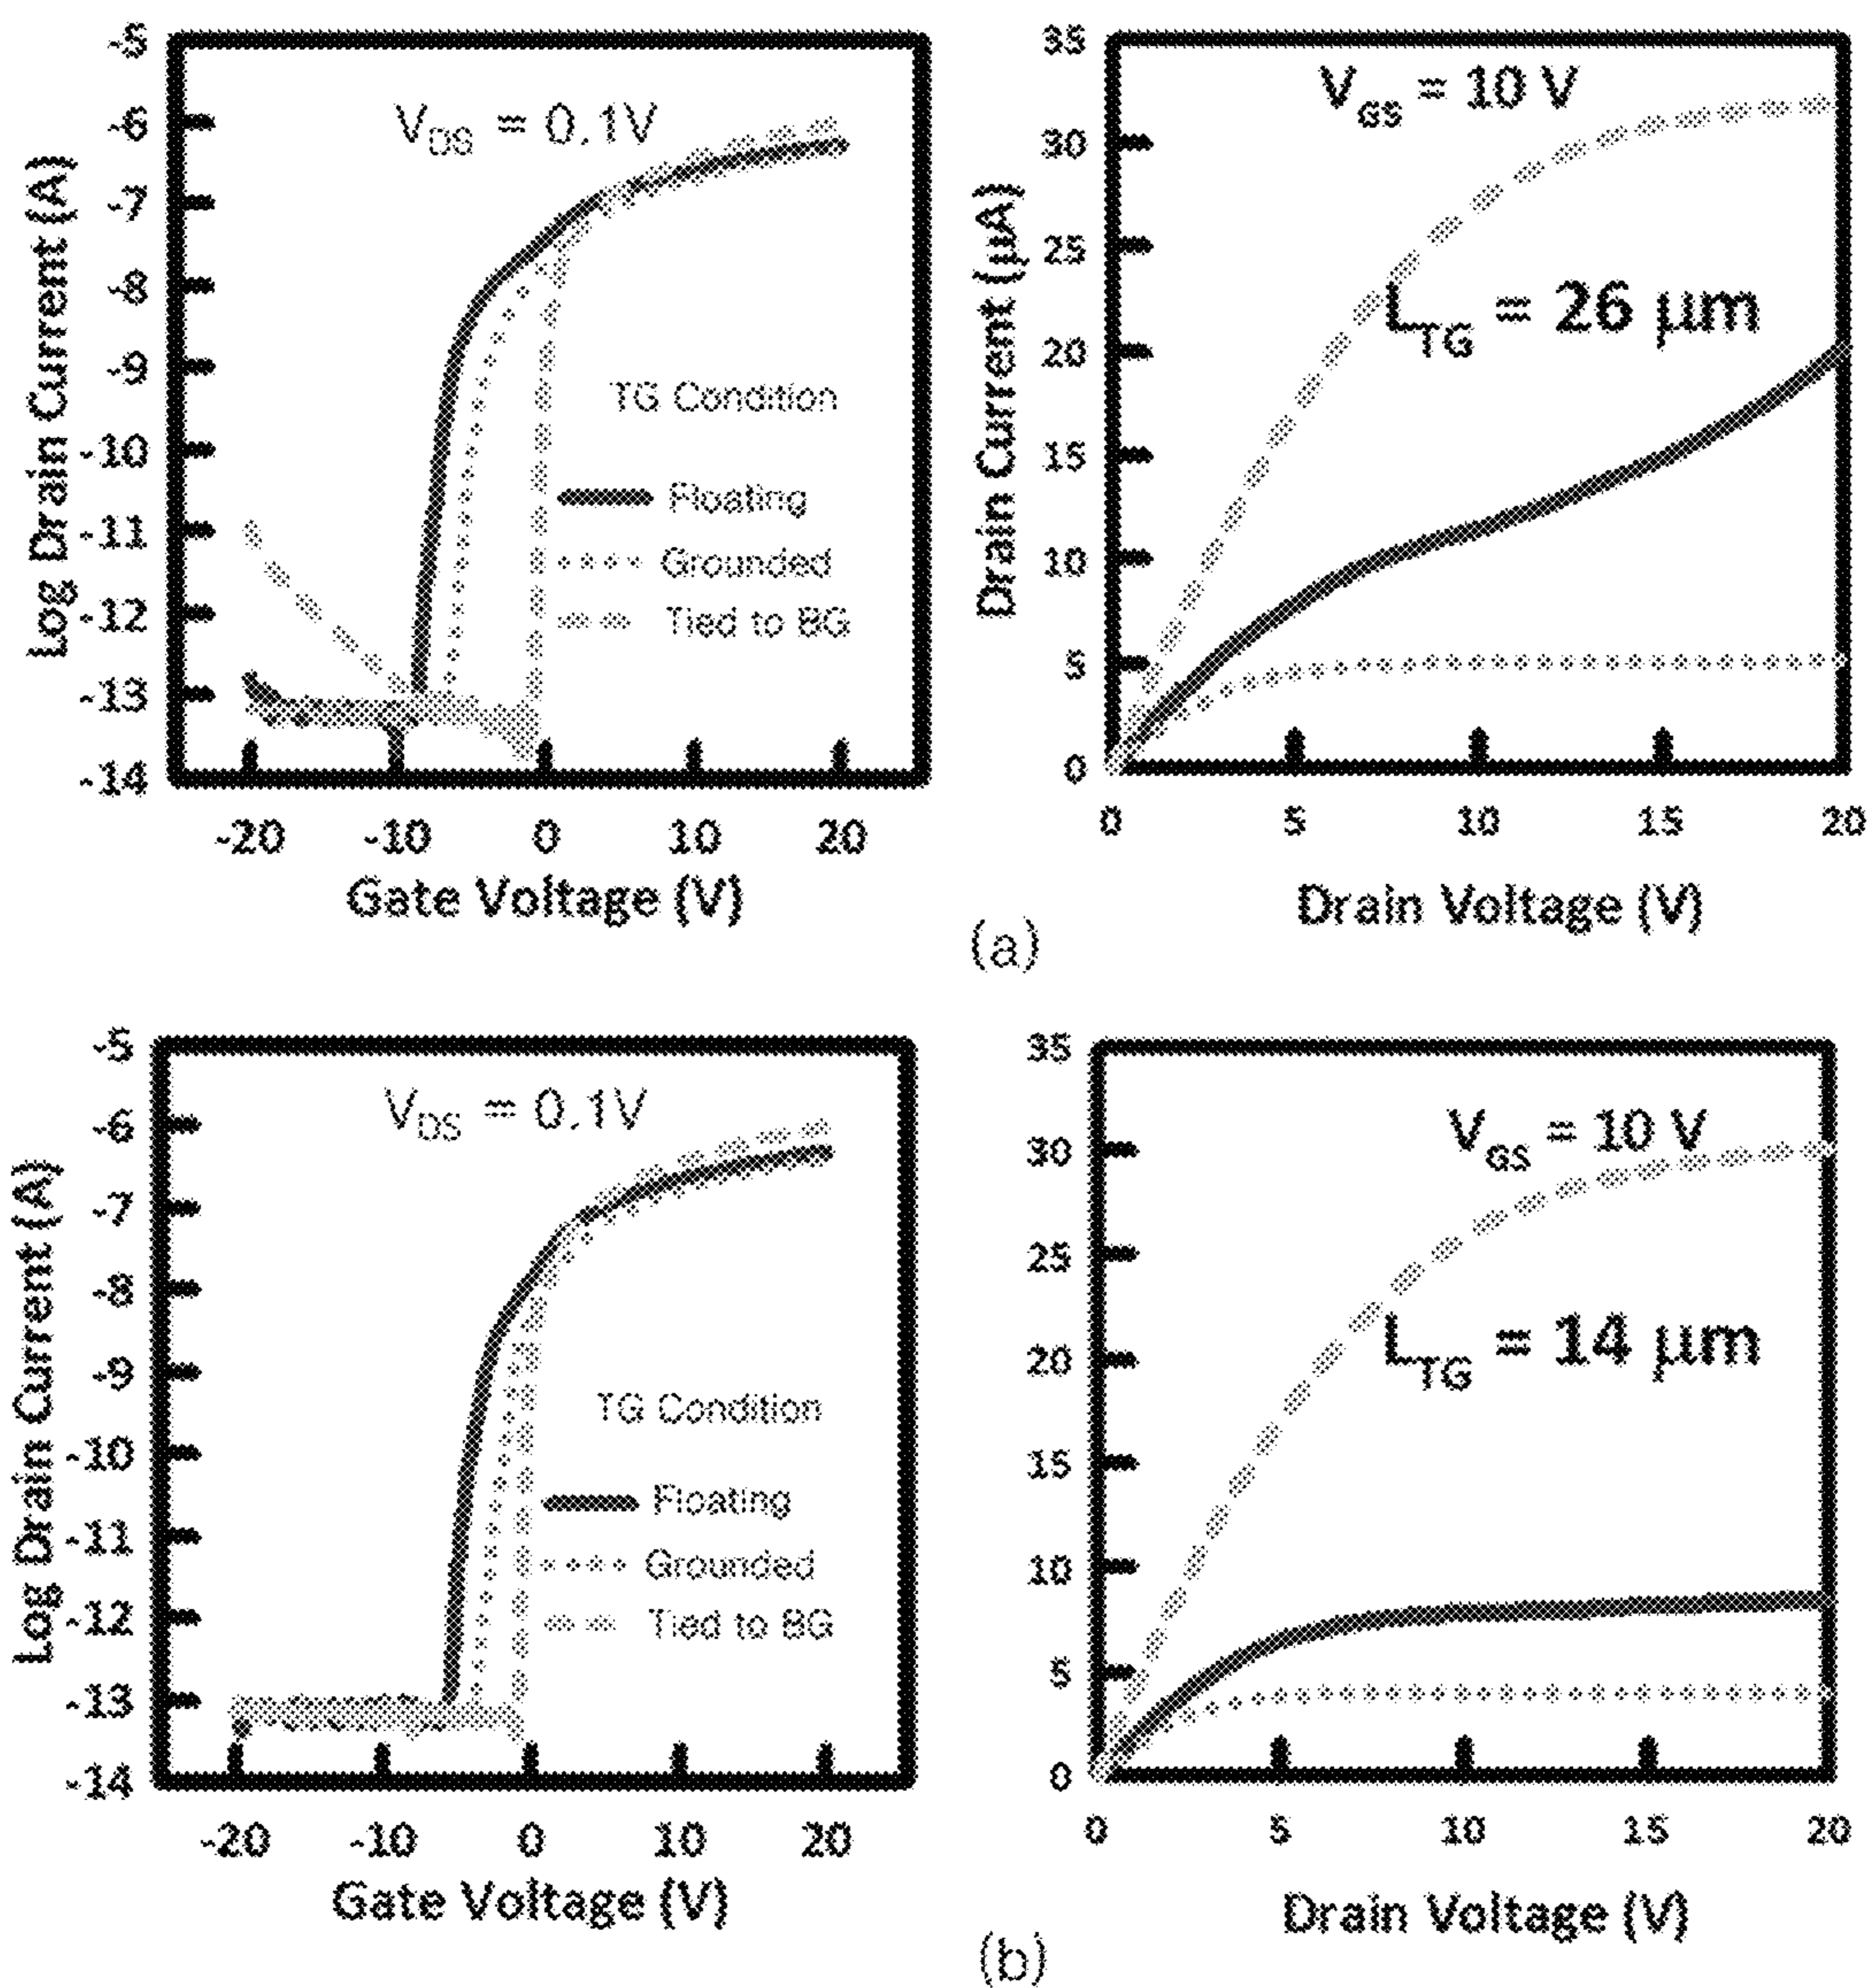 -5
-6
-7
-8
-9
-10
-11
-12
-13
-14
Log Drain Current (A)
V_DS = 0.1V
TG Condition
Floating
Grounded
Tied to BG
-20 -10 0 10 20
Gate Voltage (V)
35
30
25
20
15
10
5
0
Drain Current (μA)
V_GS = 10 V
L_TG = 26 μm
0 5 10 15 20
Drain Voltage (V)
(a)
-5
-6
-7
-8
-9
-10
-11
-12
-13
-14
Log Drain Current (A)
V_DS = 0.1V
TG Condition
Floating
Grounded
Tied to BG
-20 -10 0 10 20
Gate Voltage (V)
35
30
25
20
15
10
5
0
V_GS = 10 V
L_TG = 14 μm
0 5 10 15 20
Drain Voltage (V)
(b)